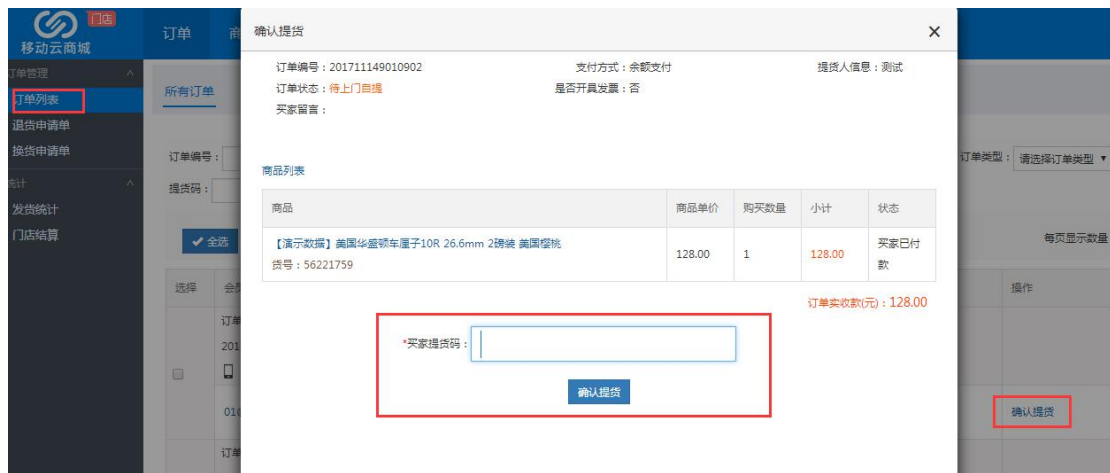 门店
移动云商城
订单
商
确认提货
×
订单管理
订单列表
退货申请单
换货申请单
统计
发货统计
门店结算
所有订单
订单编号：
订单类型：
请选择订单类型
提货码：
全选
每页显示数量
选择
会员
操作
订单
201
010
确认提货
订单
订单编号：201711149010902
支付方式：余额支付
提货人信息：测试
订单状态：待上门自提
是否开具发票：否
买家留言：
商品列表
商品
商品单价
购买数量
小计
状态
【演示数据】美国华盛顿车厘子10R 26.6mm 2磅装 美国樱桃
货号：56221759
128.00
1
128.00
买家已付
款
订单实收款(元)：128.00
*买家提货码：
确认提货